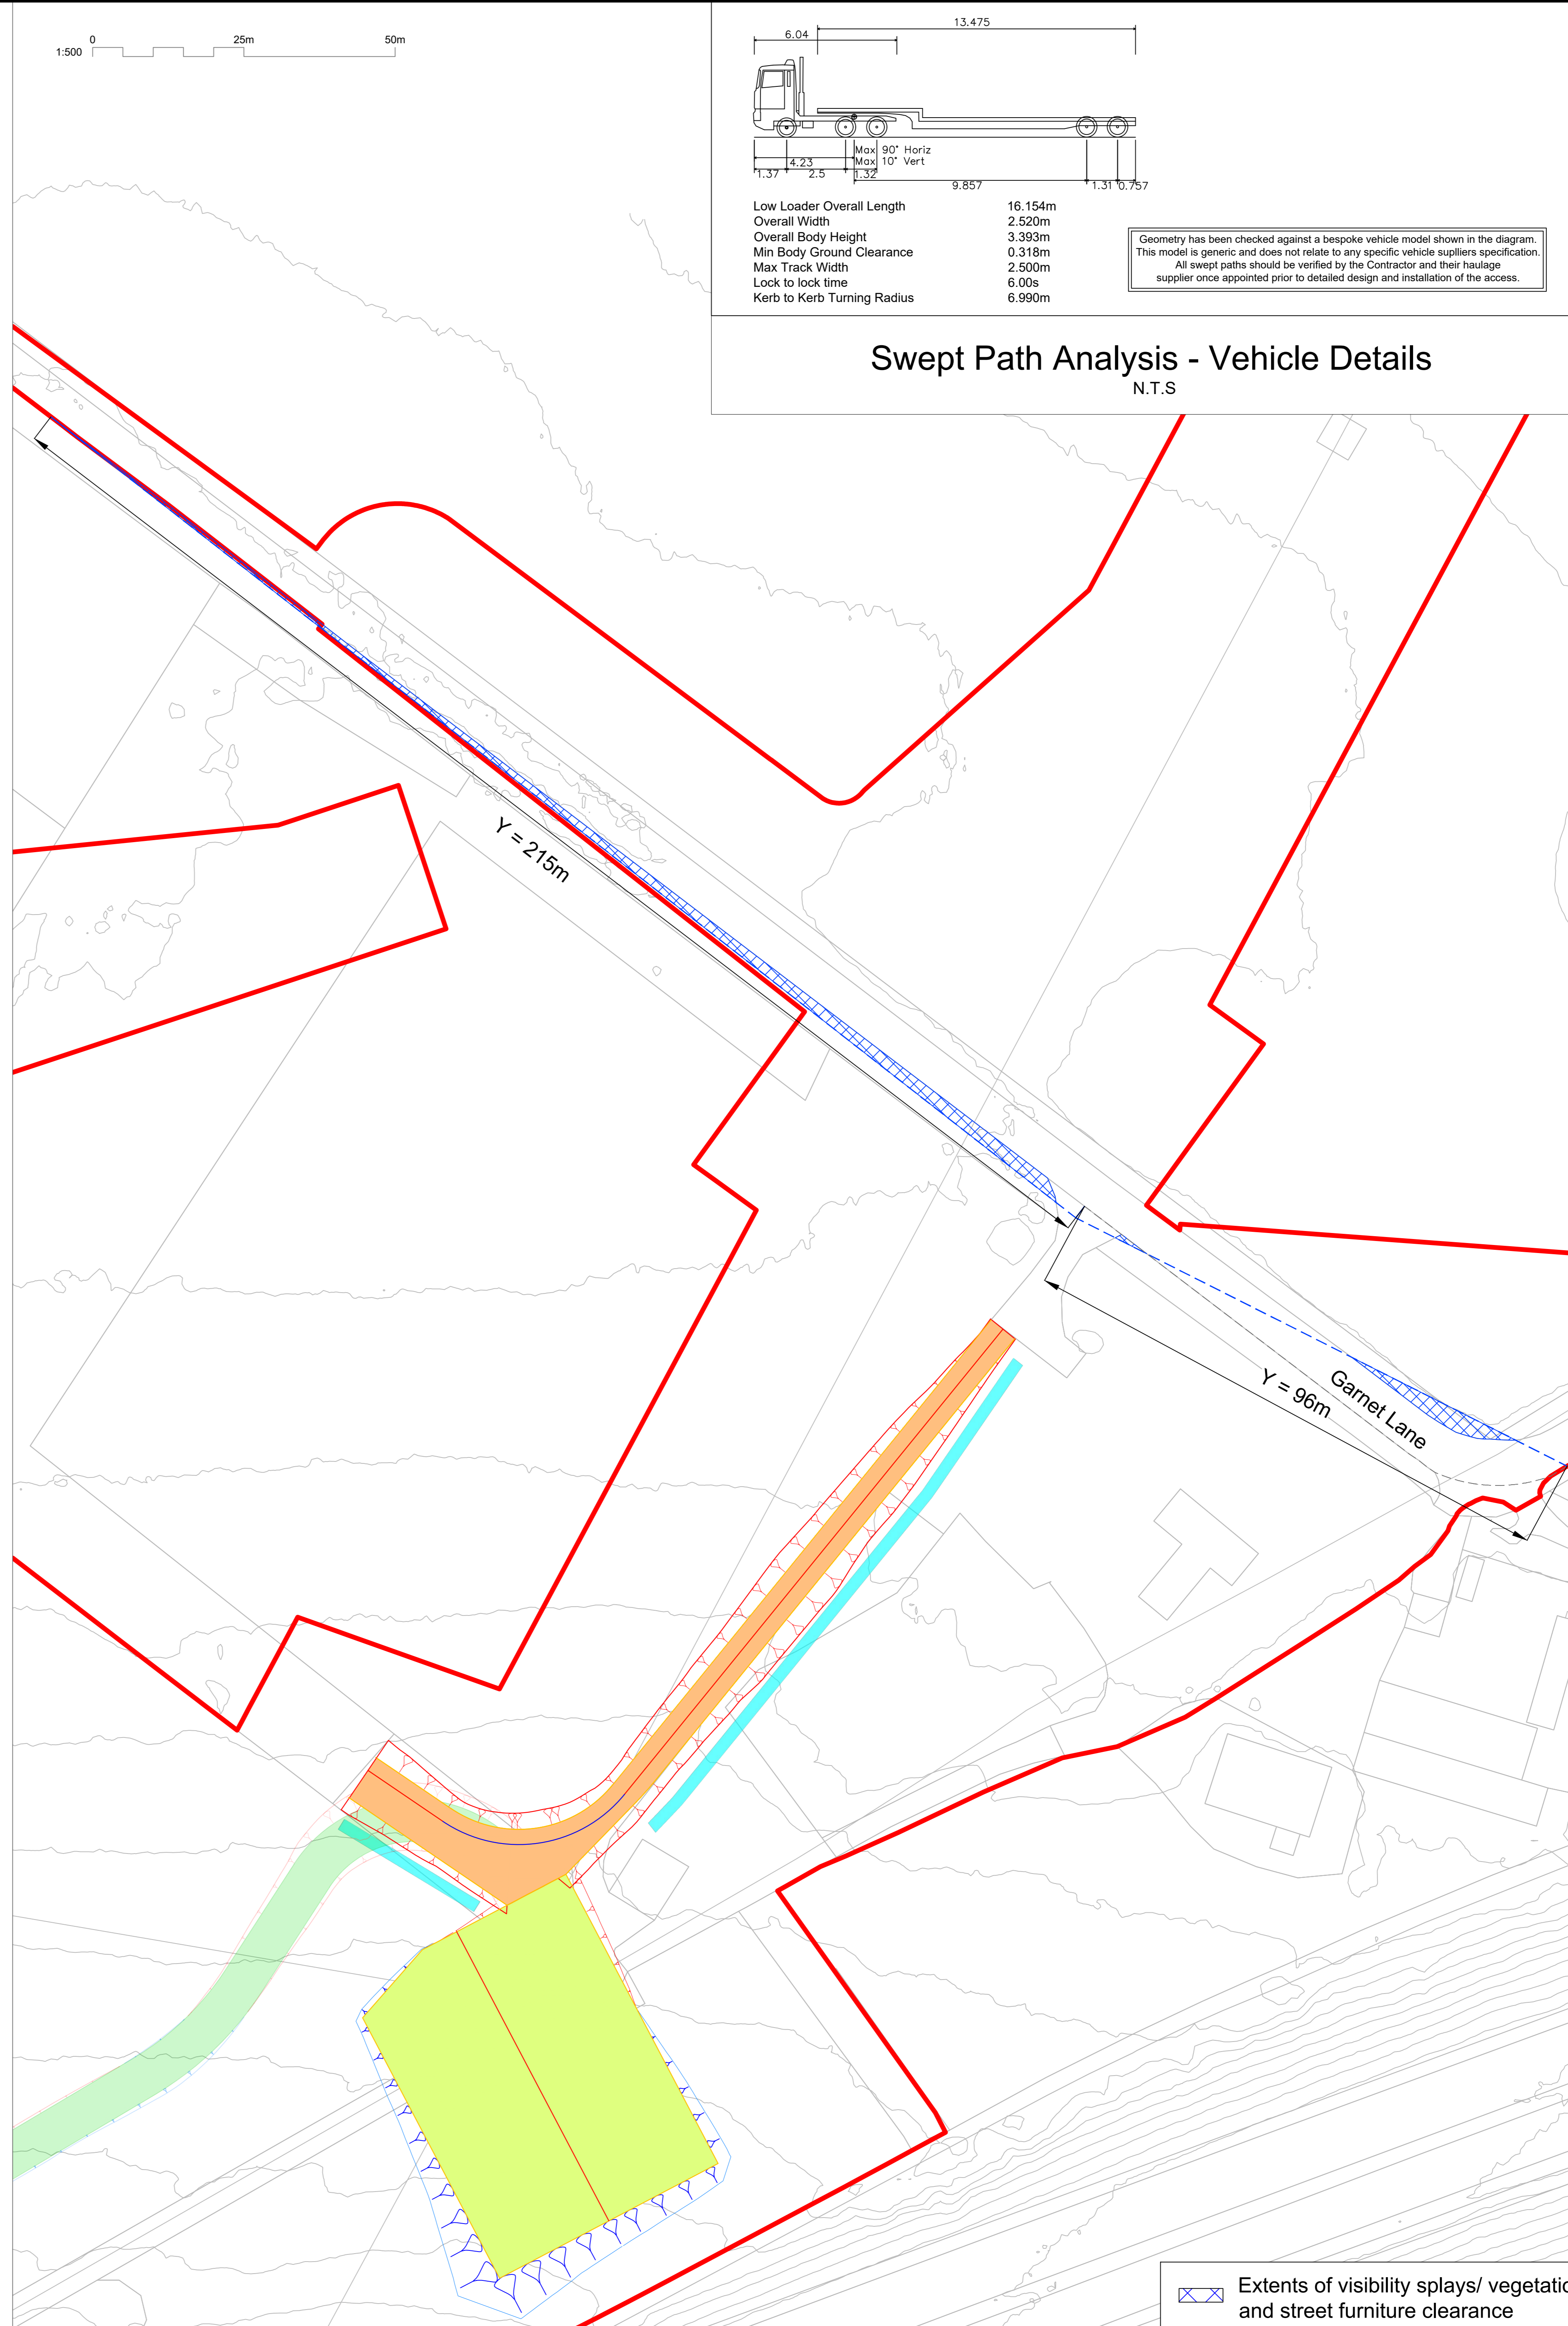 0 25m 50m
1:500
13.475
6.04
Max 90° Horiz
4.23 Max 10° Vert
1.37 2.5 1.32 9.857 1.31 0.757
Low Loader Overall Length 16.154m
Overall Width 2.520m
Overall Body Height 3.393m
Min Body Ground Clearance 0.318m
Max Track Width 2.500m
Lock to lock time 6.00s
Kerb to Kerb Turning Radius 6.990m
Geometry has been checked against a bespoke vehicle model shown in the diagram.
This model is generic and does not relate to any specific vehicle suplliers specification.
All swept paths should be verified by the Contractor and their haulage
supplier once appointed prior to detailed design and installation of the access.
Swept Path Analysis - Vehicle Details
N.T.S
Y = 215m
Y = 96m
Garnet Lane
Extents of visibility splays/ vegetatio
and street furniture clearance